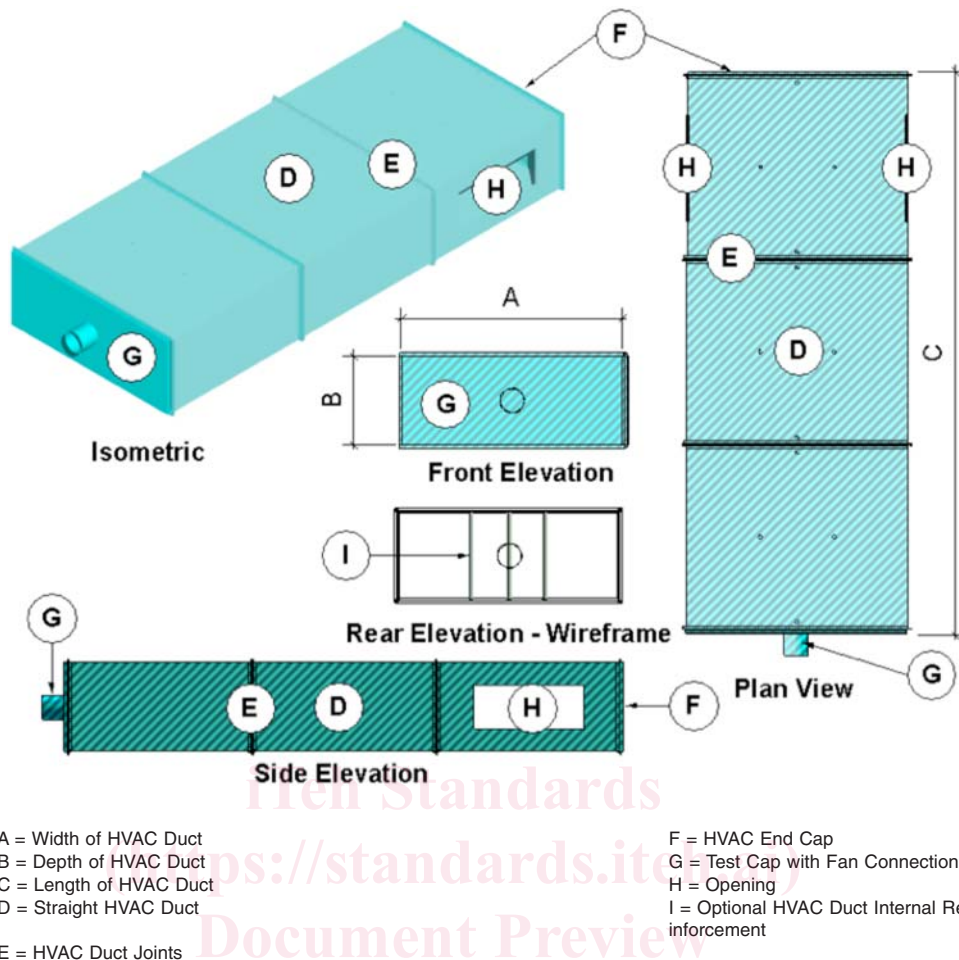 F
E
D
H
G
Isometric
A
B
G
Front Elevation
I
Rear Elevation - Wireframe
H
H
E
D
C
G
Plan View
G
E
D
H
F
Side Elevation
iTeh Standards
(https://standards.iteh.ai)
Document Preview
A = Width of HVAC Duct
B = Depth of HVAC Duct
C = Length of HVAC Duct
D = Straight HVAC Duct
E = HVAC Duct Joints
F = HVAC End Cap
G = Test Cap with Fan Connection
H = Opening
I = Optional HVAC Duct Internal Re
inforcement